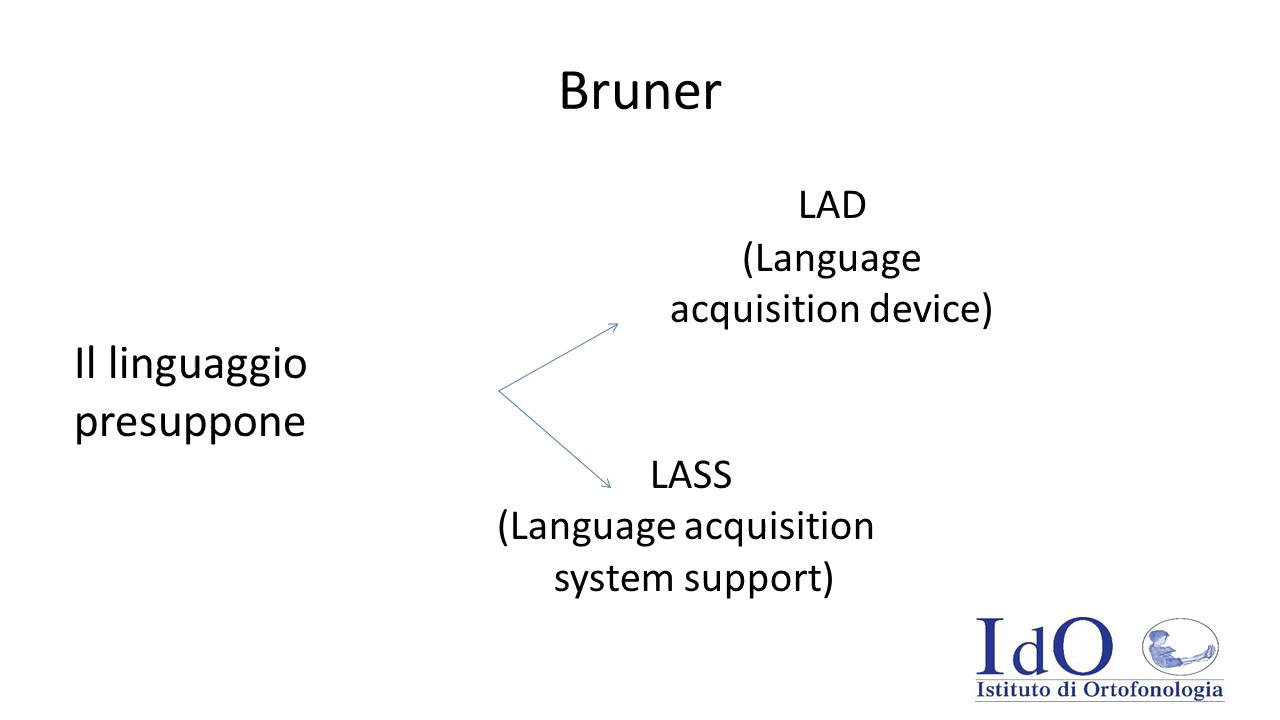 Bruner
LAD
(Language
acquisition device)
Il linguaggio
presuppone
LASS
(Language acquisition
system support)
IdO
Istituto di Ortofonologia